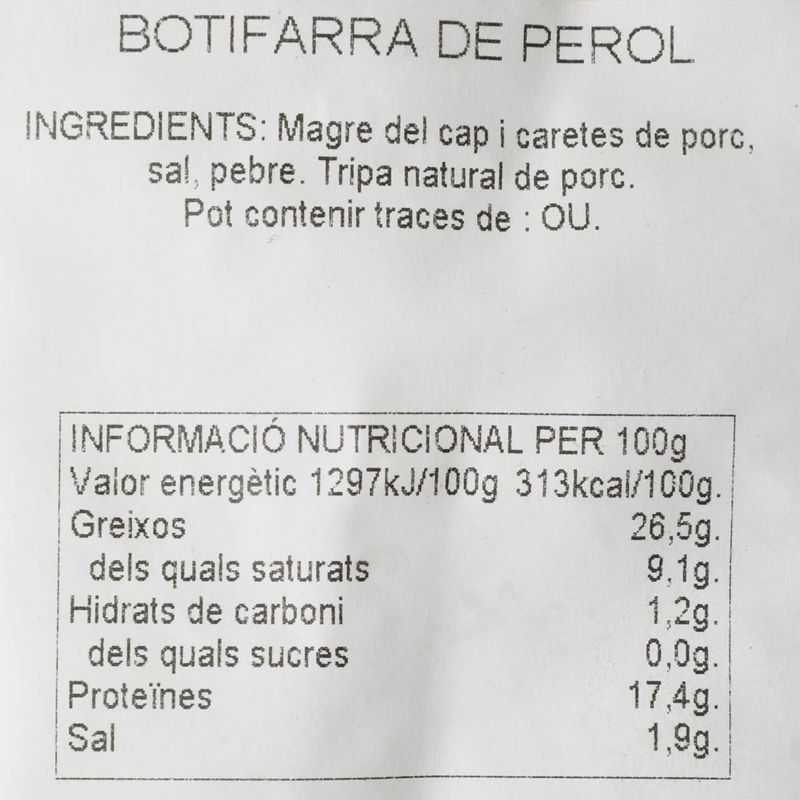 BOTIFARRA DE PEROL
INGREDIENTS: Magre del cap i caretes de porc,
sal, pebre. Tripa natural de porc.
Pot contenir traces de : OU.
INFORMACIÓ NUTRICIONAL PER 100g
Valor energètic 1297kJ/100g 313kcal/100g.
Greixos 26,5g.
dels quals saturats 9,1g.
Hidrats de carboni 1,2g.
dels quals sucres 0,0g.
Proteïnes 17,4g.
Sal 1,9g.